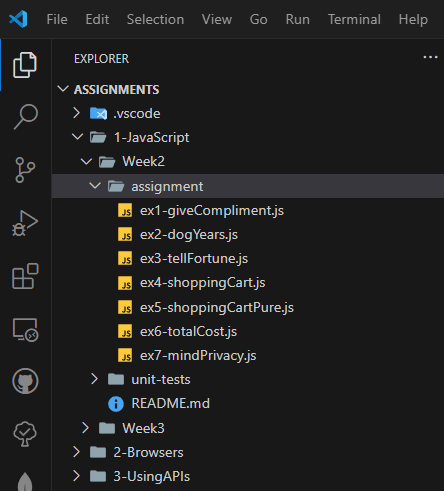 File Edit Selection View Go Run Terminal Help
EXPLORER
ASSIGNMENTS
.vscode
1-JavaScript
Week2
assignment
JS ex1-giveCompliment.js
JS ex2-dogYears.js
JS ex3-tellFortune.js
JS ex4-shoppingCart.js
JS ex5-shoppingCartPure.js
JS ex6-totalCost.js
JS ex7-mindPrivacy.js
unit-tests
README.md
Week3
2-Browsers
3-UsingAPIs